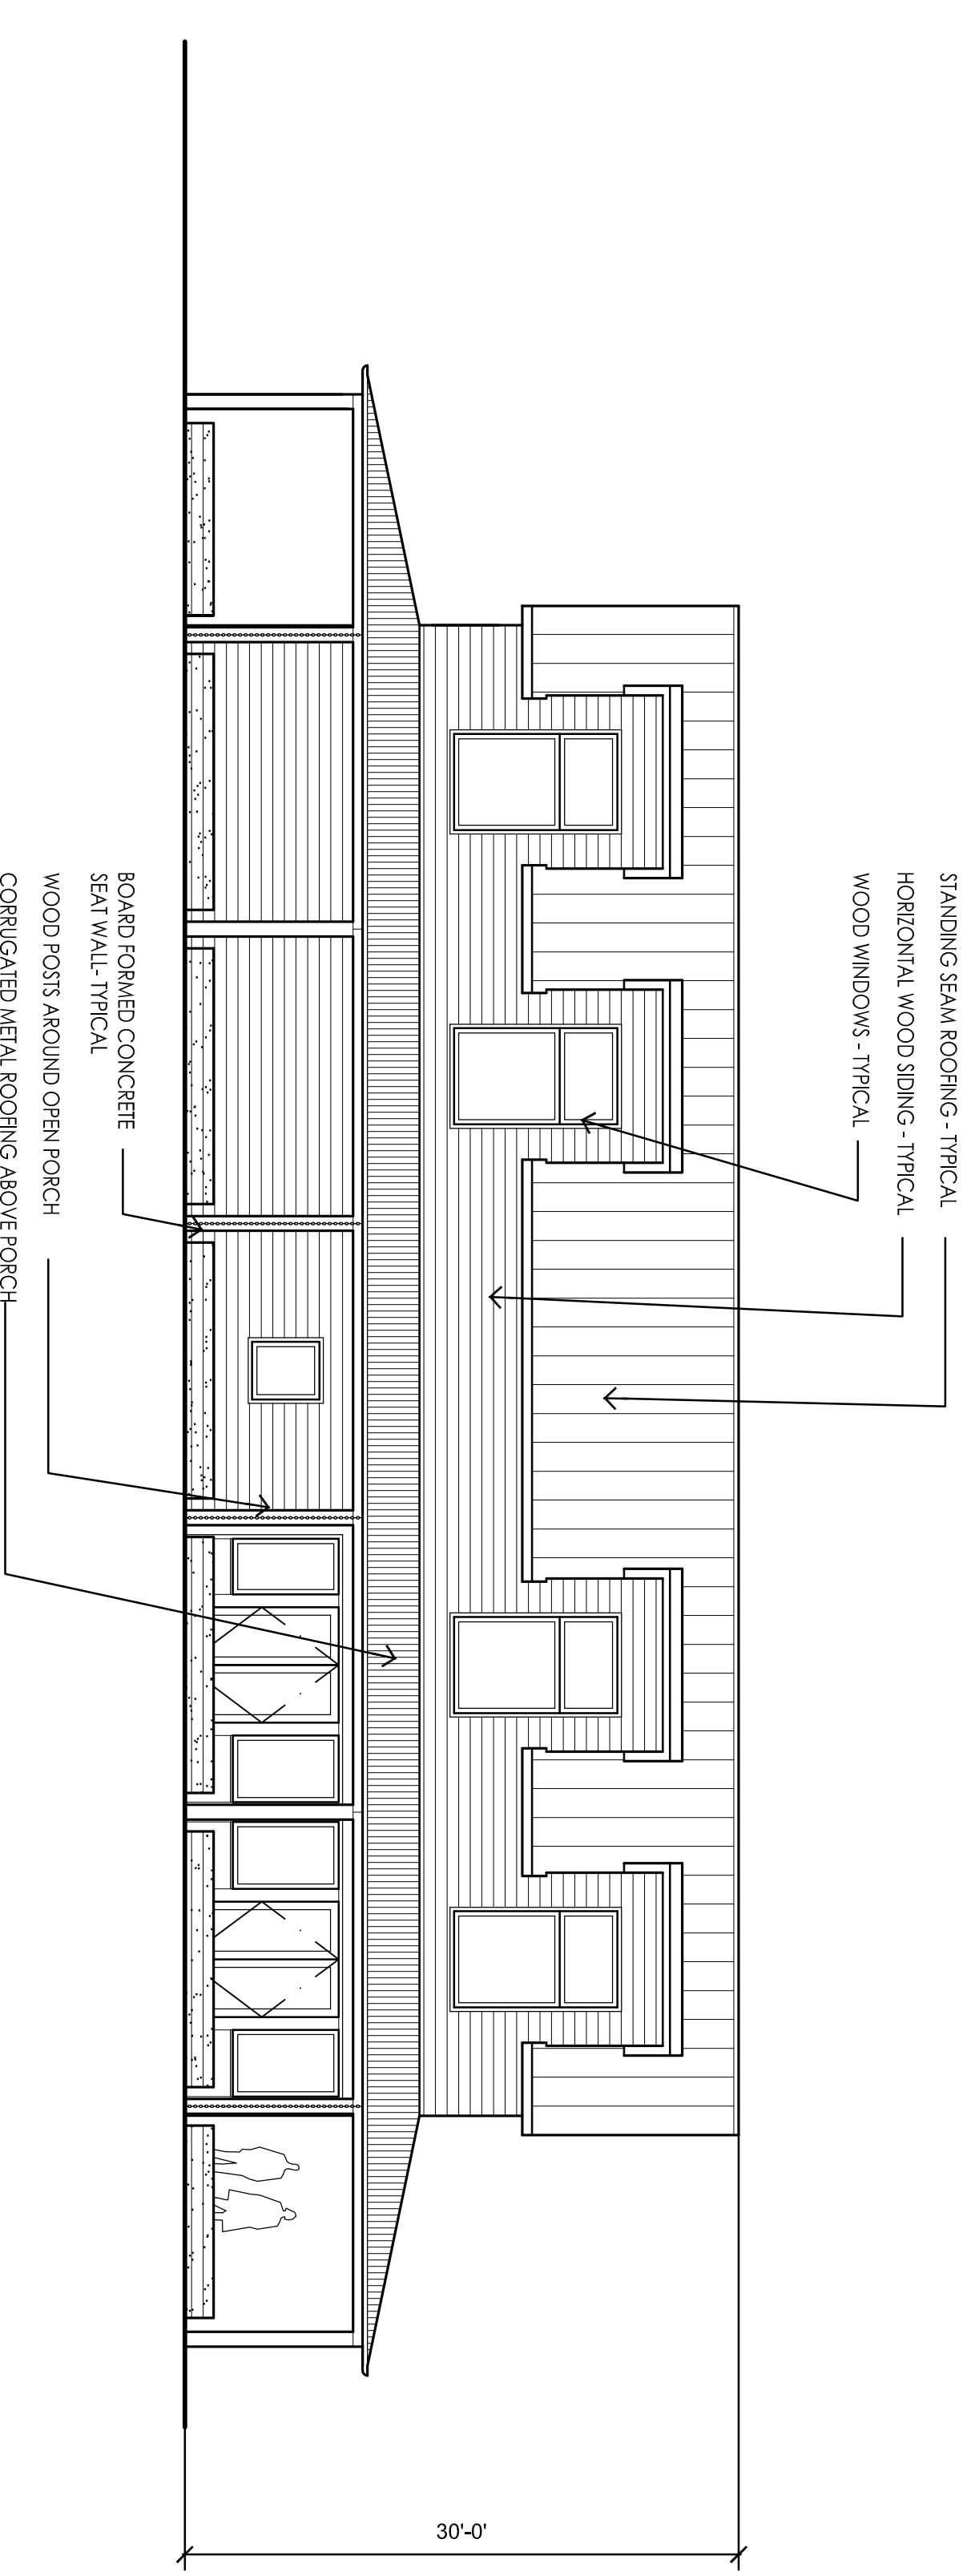 STANDING SEAM ROOFING - TYPICAL
HORIZONTAL WOOD SIDING - TYPICAL
WOOD WINDOWS - TYPICAL
BOARD FORMED CONCRETE
SEAT WALL- TYPICAL
WOOD POSTS AROUND OPEN PORCH
CORRUGATED METAL ROOFING ABOVE PORCH
30'-0'